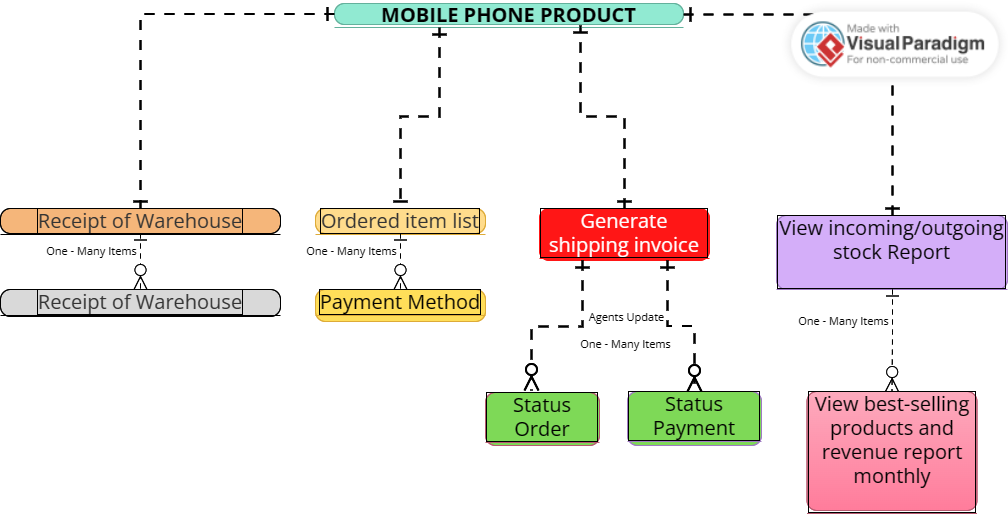 MOBILE PHONE PRODUCT
Made with
Visual Paradigm
For non-commercial use
Receipt of Warehouse
Ordered item list
Generate
shipping invoice
View incoming/outgoing
stock Report
One - Many Items
One - Many Items
Receipt of Warehouse
Payment Method
Agents Update
One - Many Items
One - Many Items
Status
Order
Status
Payment
View best-selling
products and
revenue report
monthly